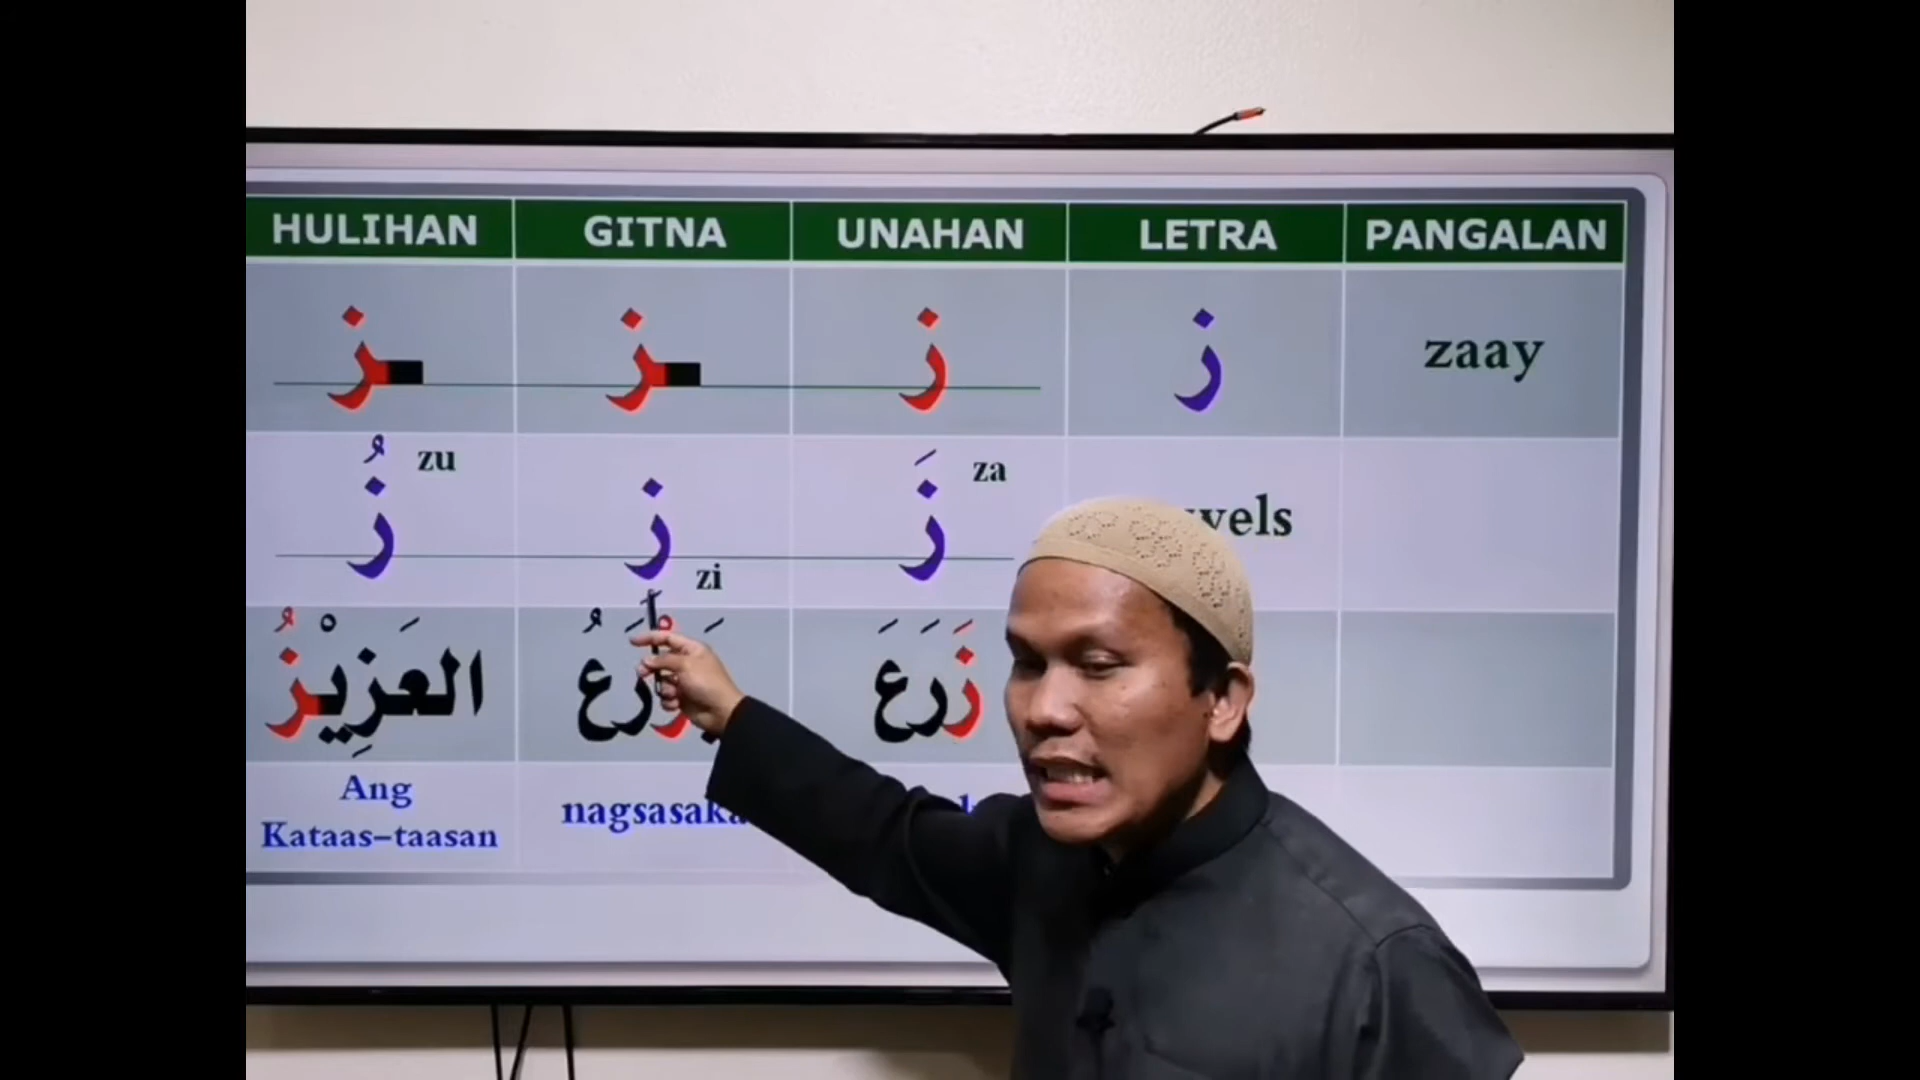 HULIHAN GITNA UNAHAN LETRA PANGALAN
ـز ـز ز ز zaay
زُ zu زِ zi زَ za
العَزِيْزُ زَرَعَ
Ang
Kataas-taasan